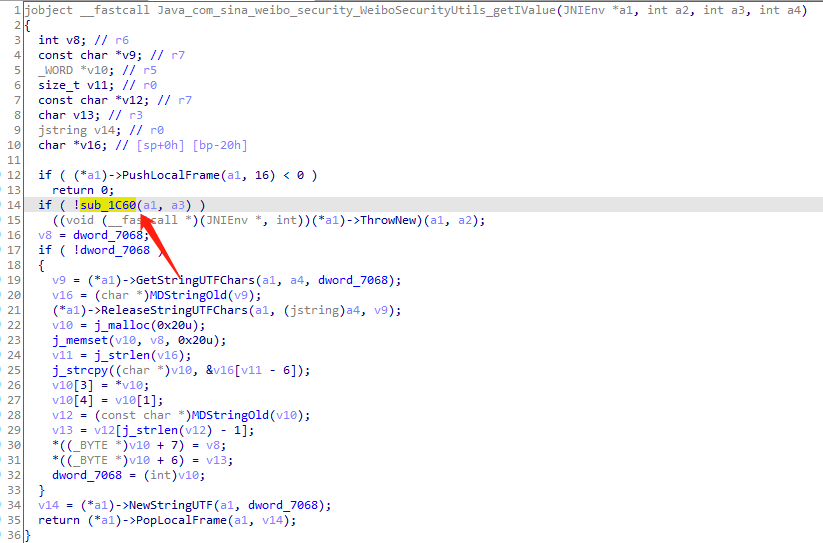 1 jobject __fastcall Java_com_sina_weibo_security_WeiboSecurityUtils_getIValue(JNIEnv *a1, int a2, int a3, int a4)
2 {
3 int v8; // r6
4 const char *v9; // r7
5 _WORD *v10; // r5
6 size_t v11; // r0
7 const char *v12; // r7
8 char v13; // r3
9 jstring v14; // r0
10 char *v16; // [sp+0h] [bp-20h]
11
12 if ( (*a1)->PushLocalFrame(a1, 16) < 0 )
13 return 0;
14 if ( !sub_1C60(a1, a3) )
15 ((void (__fastcall *)(JNIEnv *, int))(*a1)->ThrowNew)(a1, a2);
16 v8 = dword_7068;
17 if ( !dword_7068 )
18 {
19 v9 = (*a1)->GetStringUTFChars(a1, a4, dword_7068);
20 v16 = (char *)MDStringOld(v9);
21 (*a1)->ReleaseStringUTFChars(a1, (jstring)a4, v9);
22 v10 = j_malloc(0x20u);
23 j_memset(v10, v8, 0x20u);
24 v11 = j_strlen(v16);
25 j_strcpy((char *)v10, &v16[v11 - 6]);
26 v10[3] = *v10;
27 v10[4] = v10[1];
28 v12 = (const char *)MDStringOld(v10);
29 v13 = v12[j_strlen(v12) - 1];
30 *((_BYTE *)v10 + 7) = v8;
31 *((_BYTE *)v10 + 6) = v13;
32 dword_7068 = (int)v10;
33 }
34 v14 = (*a1)->NewStringUTF(a1, dword_7068);
35 return (*a1)->PopLocalFrame(a1, v14);
36 }